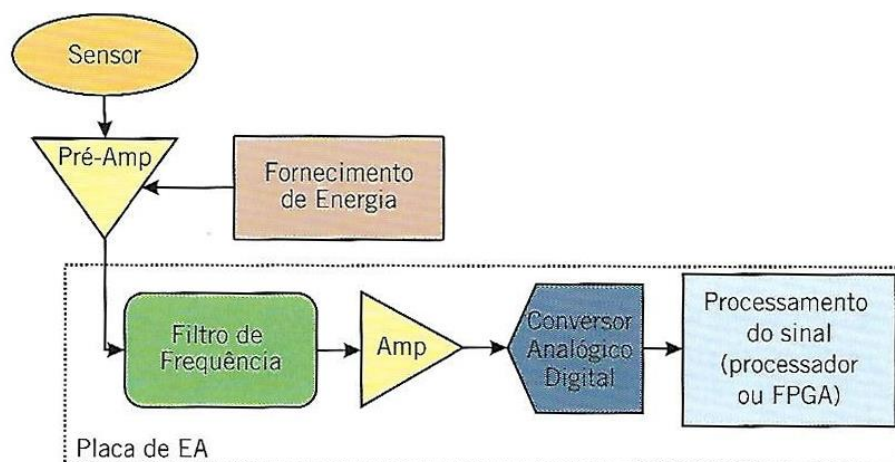 Sensor
Pré-Amp
Fornecimento
de Energia
Filtro de
Frequência
Amp
Conversor
Analógico
Digital
Processamento
do sinal
(processador
ou FPGA)
Placa de EA